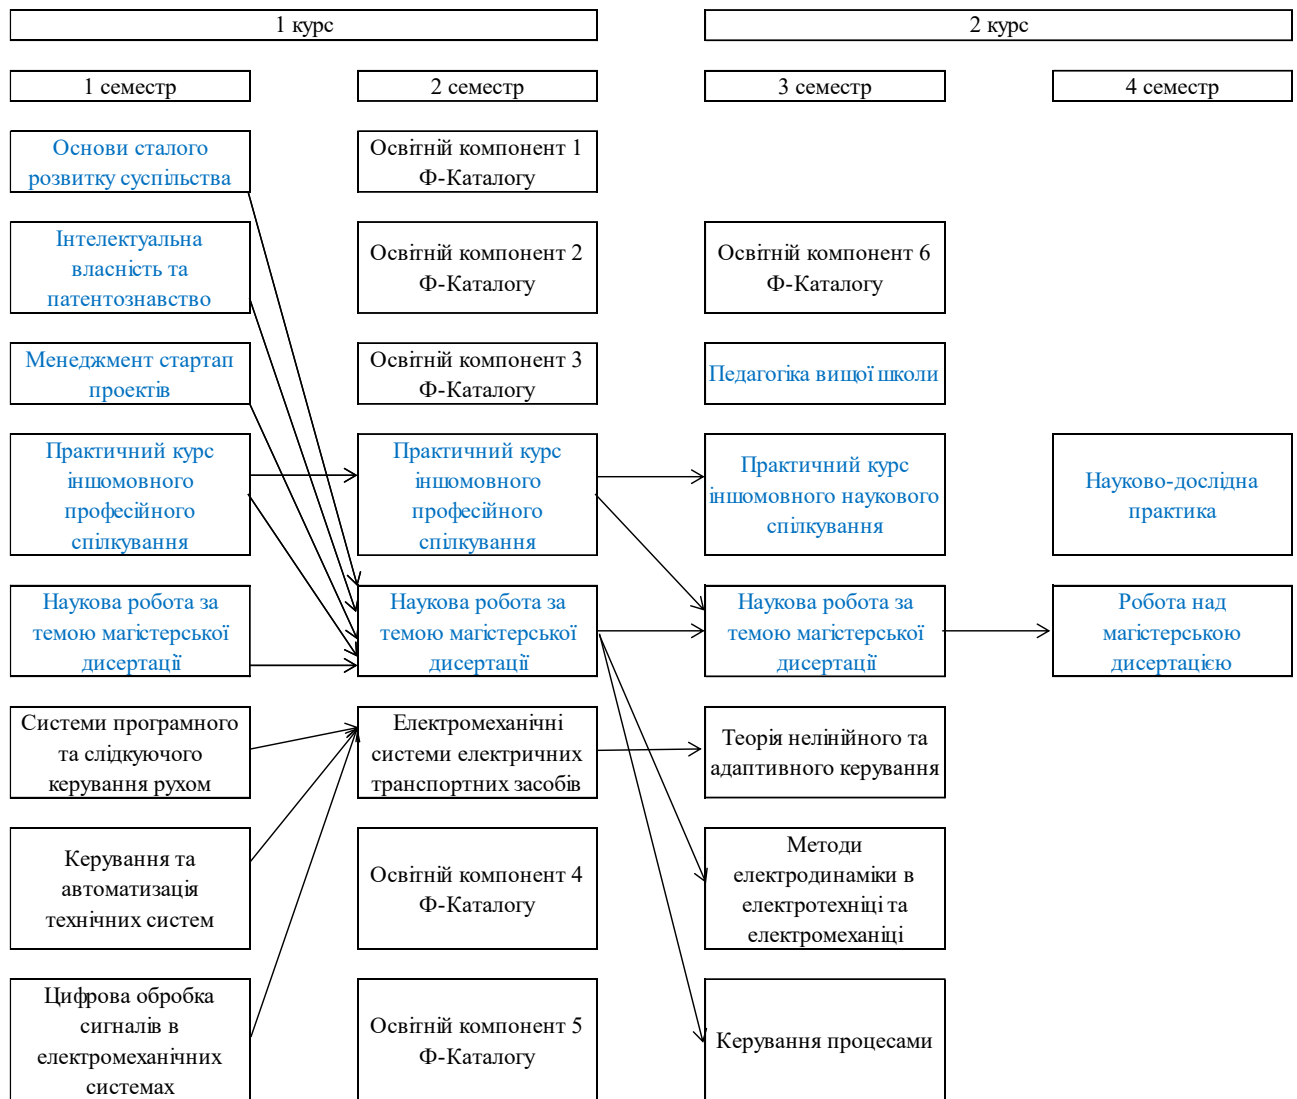 1 курс
2 курс
1 семестр
2 семестр
3 семестр
4 семестр
Основи сталого
розвитку суспільства
Освітній компонент 1
Ф-Каталогу
Інтелектуальна
власність та
патентознавство
Освітній компонент 2
Ф-Каталогу
Освітній компонент 6
Ф-Каталогу
Менеджмент стартап
проектів
Освітній компонент 3
Ф-Каталогу
Педагогіка вищої школи
Практичний курс
іншомовного
професійного
спілкування
Практичний курс
іншомовного
професійного
спілкування
Практичний курс
іншомовного наукового
спілкування
Науково-дослідна
практика
Наукова робота за
темою магістерської
дисертації
Наукова робота за
темою магістерської
дисертації
Наукова робота за
темою магістерської
дисертації
Робота над
магістерською
дисертацією
Системи програмного
та слідкуючого
керування рухом
Електромеханічні
системи електричних
транспортних засобів
Теорія нелінійного та
адаптивного керування
Керування та
автоматизація
технічних систем
Освітній компонент 4
Ф-Каталогу
Методи
електродинаміки в
електротехніці та
електромеханіці
Цифрова обробка
сигналів в
електромеханічних
системах
Освітній компонент 5
Ф-Каталогу
Керування процесами